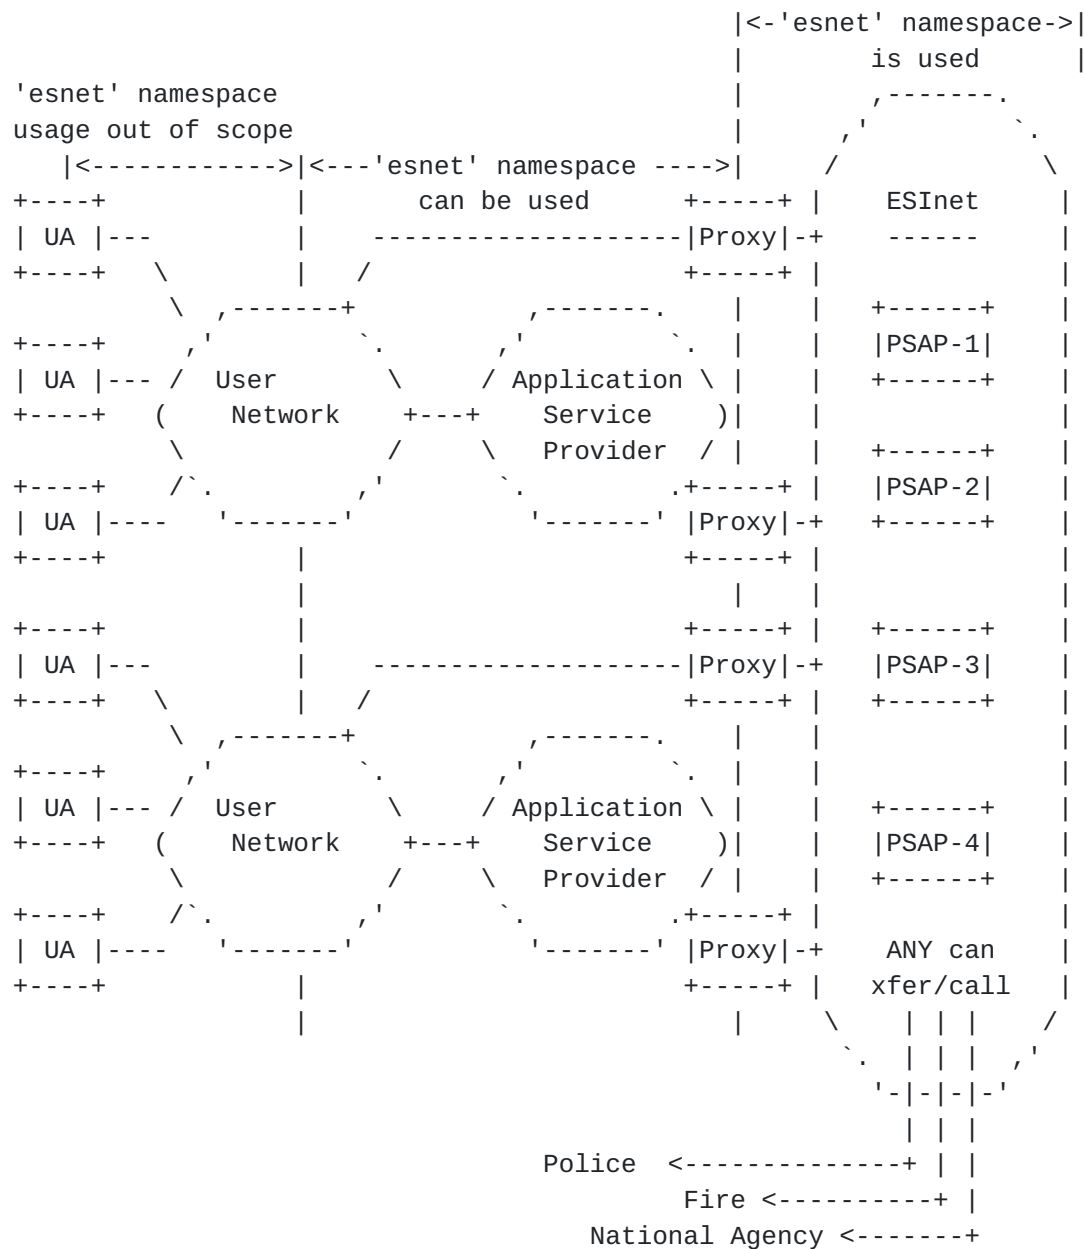 |<-'esnet' namespace->|
| is used |
'esnet' namespace
usage out of scope
|<------------>|<---'esnet' namespace ---->|
can be used
ESInet
------
UA
Proxy
PSAP-1
UA
User
Network
Application
Service
Provider
PSAP-2
UA
Proxy
UA
Proxy
PSAP-3
UA
User
Network
Application
Service
Provider
PSAP-4
UA
Proxy
ANY can
xfer/call
Police <--------------+
Fire <----------+
National Agency <-------+